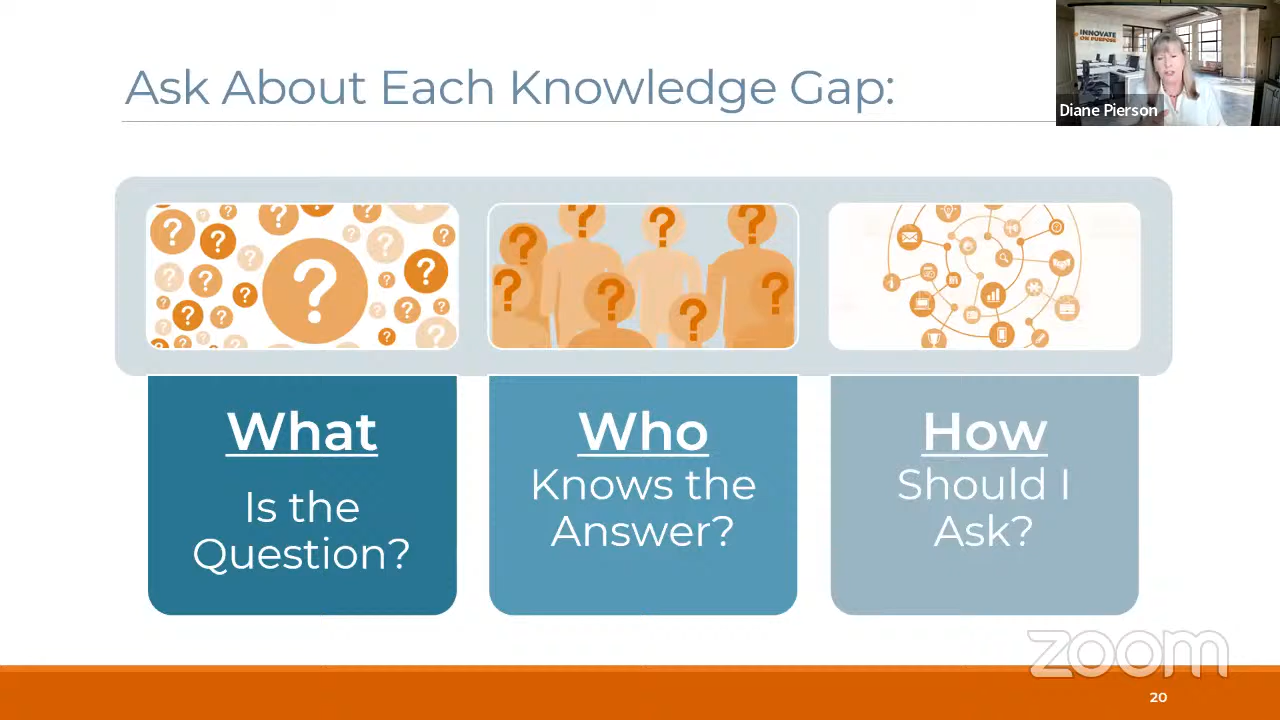 Ask About Each Knowledge Gap:
INNOVATE
ON PURPOSE
Diane Pierson
? ? ? ? ? ? ? ? ? ? ? ? ? ? ? ? ? ? ? ? ? ?
? ? ? ? ? ? ? ?
What
Is the
Question?
Who
Knows the
Answer?
How
Should I
Ask?
zoom
20